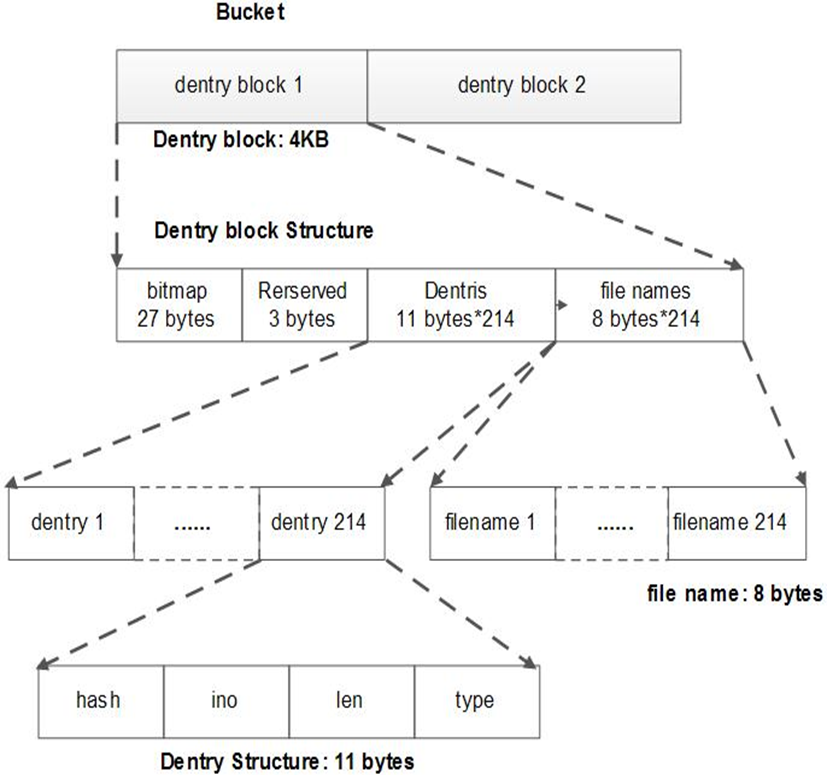 Bucket
dentry block 1
dentry block 2
Dentry block: 4KB
Dentry block Structure
bitmap
27 bytes
Rerserved
3 bytes
Dentris
11 bytes*214
file names
8 bytes*214
dentry 1
......
dentry 214
filename 1
......
filename 214
file name: 8 bytes
hash
ino
len
type
Dentry Structure: 11 bytes